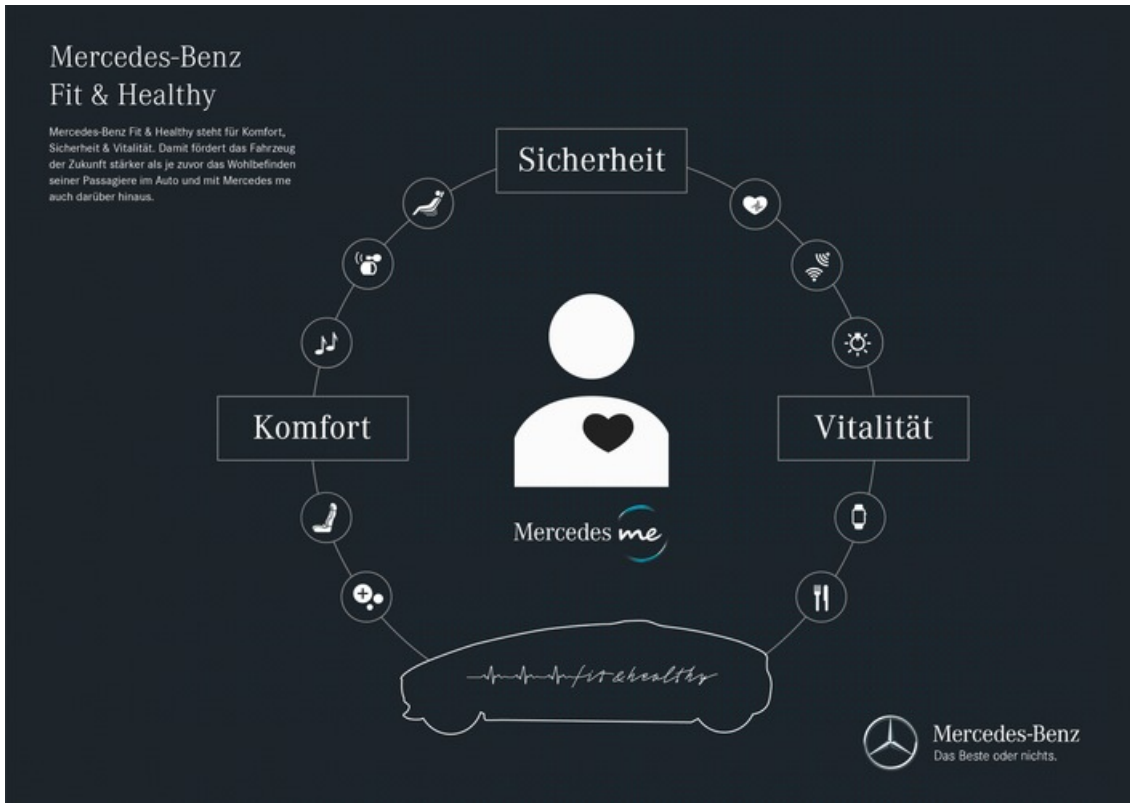 Mercedes-Benz
Fit & Healthy
Mercedes-Benz Fit & Healthy steht für Komfort,
Sicherheit & Vitalität. Damit fördert das Fahrzeug
der Zukunft stärker als je zuvor das Wohlbefinden
seiner Passagiere im Auto und mit Mercedes me
auch darüber hinaus.
Sicherheit
Komfort
Vitalität
Mercedes me
fit & healthy
Mercedes-Benz
Das Beste oder nichts.